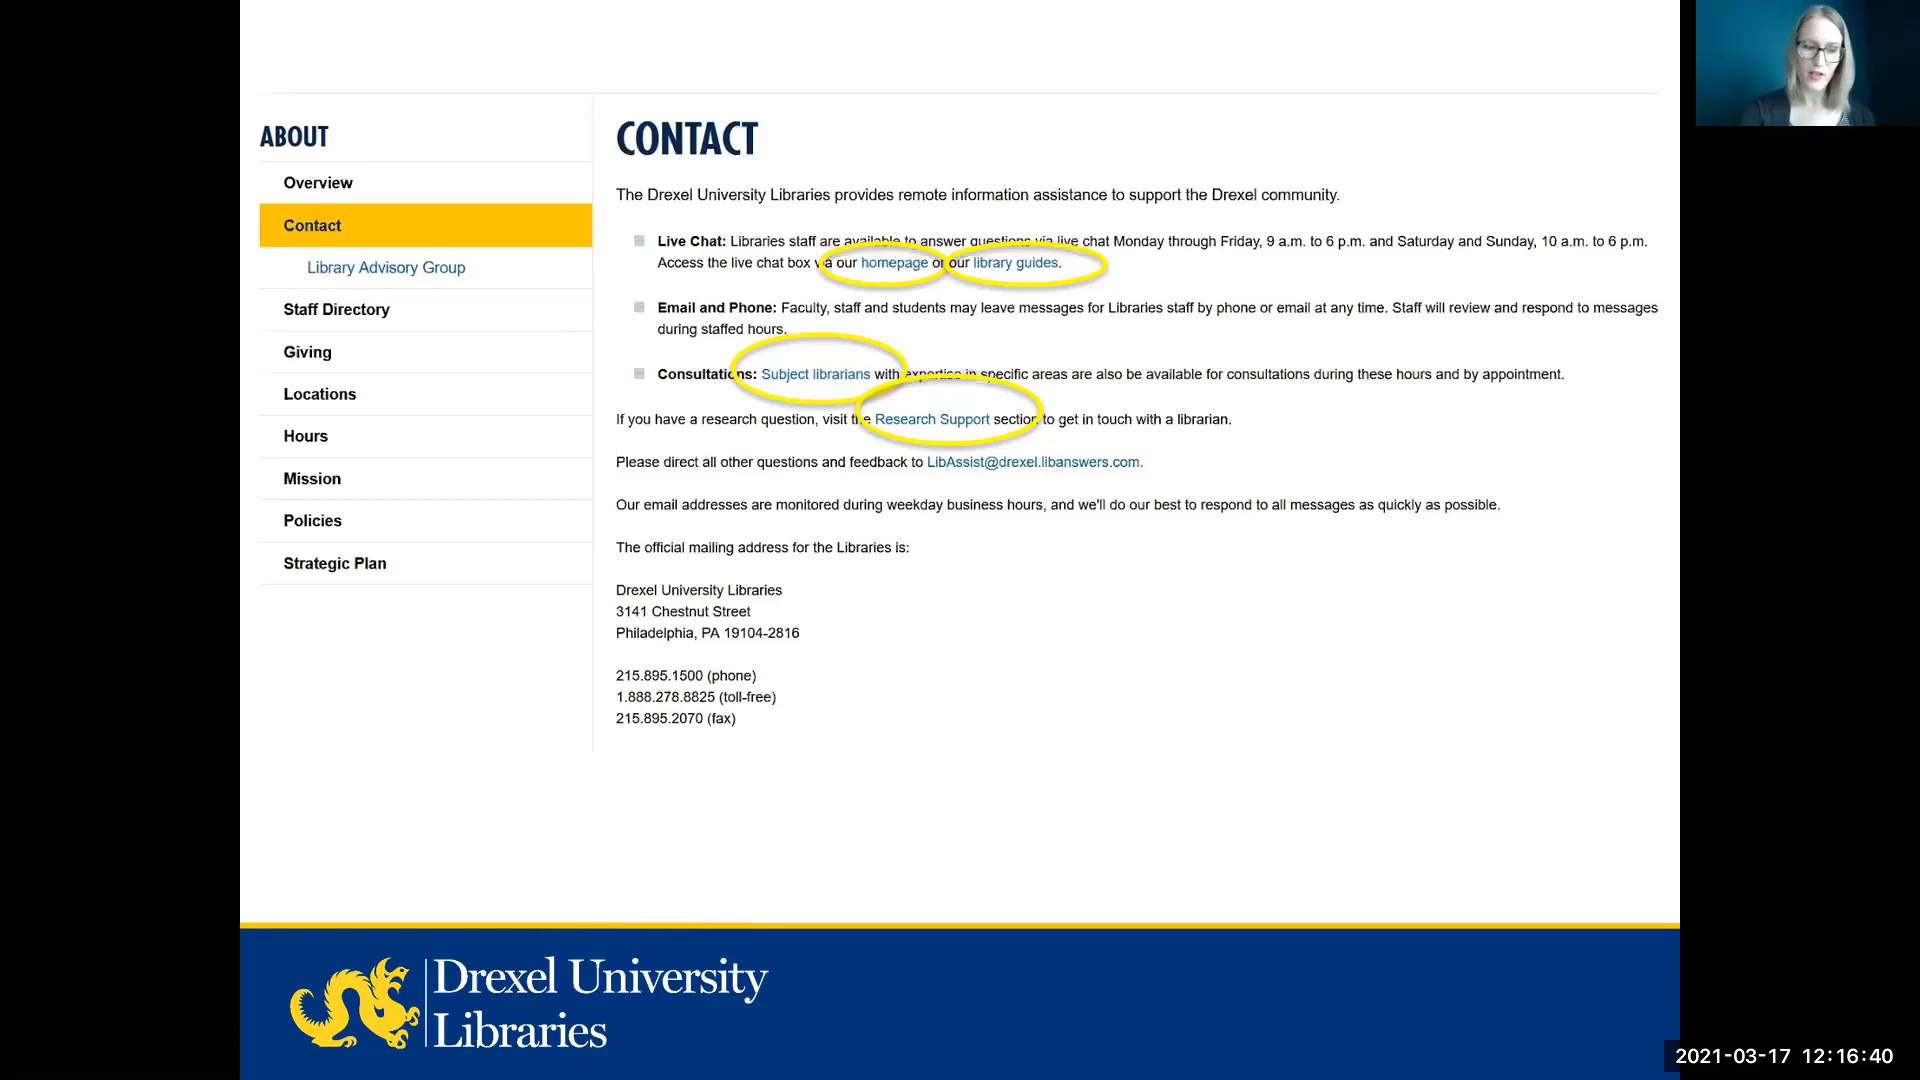 ABOUT
Overview
Contact
Library Advisory Group
Staff Directory
Giving
Locations
Hours
Mission
Policies
Strategic Plan
CONTACT
The Drexel University Libraries provides remote information assistance to support the Drexel community.
Live Chat: Libraries staff are available to answer questions via live chat Monday through Friday, 9 a.m. to 6 p.m. and Saturday and Sunday, 10 a.m. to 6 p.m.
Access the live chat box via our homepage or our library guides.
Email and Phone: Faculty, staff and students may leave messages for Libraries staff by phone or email at any time. Staff will review and respond to messages
during staffed hours.
Consultations: Subject librarians with expertise in specific areas are also be available for consultations during these hours and by appointment.
If you have a research question, visit the Research Support section to get in touch with a librarian.
Please direct all other questions and feedback to LibAssist@drexel.libanswers.com.
Our email addresses are monitored during weekday business hours, and we'll do our best to respond to all messages as quickly as possible.
The official mailing address for the Libraries is:
Drexel University Libraries
3141 Chestnut Street
Philadelphia, PA 19104-2816
215.895.1500 (phone)
1.888.278.8825 (toll-free)
215.895.2070 (fax)
Drexel University
Libraries
2021-03-17 12:16:40